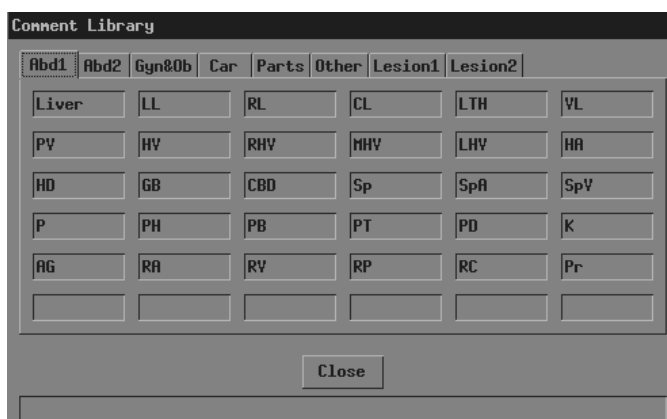 Comment Library
Abd1 Abd2 Gyn&Ob Car Parts Other Lesion1 Lesion2
Liver LL RL CL LTH VL
PV HV RHV MHV LHV HA
HD GB CBD Sp SpA SpV
P PH PB PT PD K
AG RA RV RP RC Pr
Close